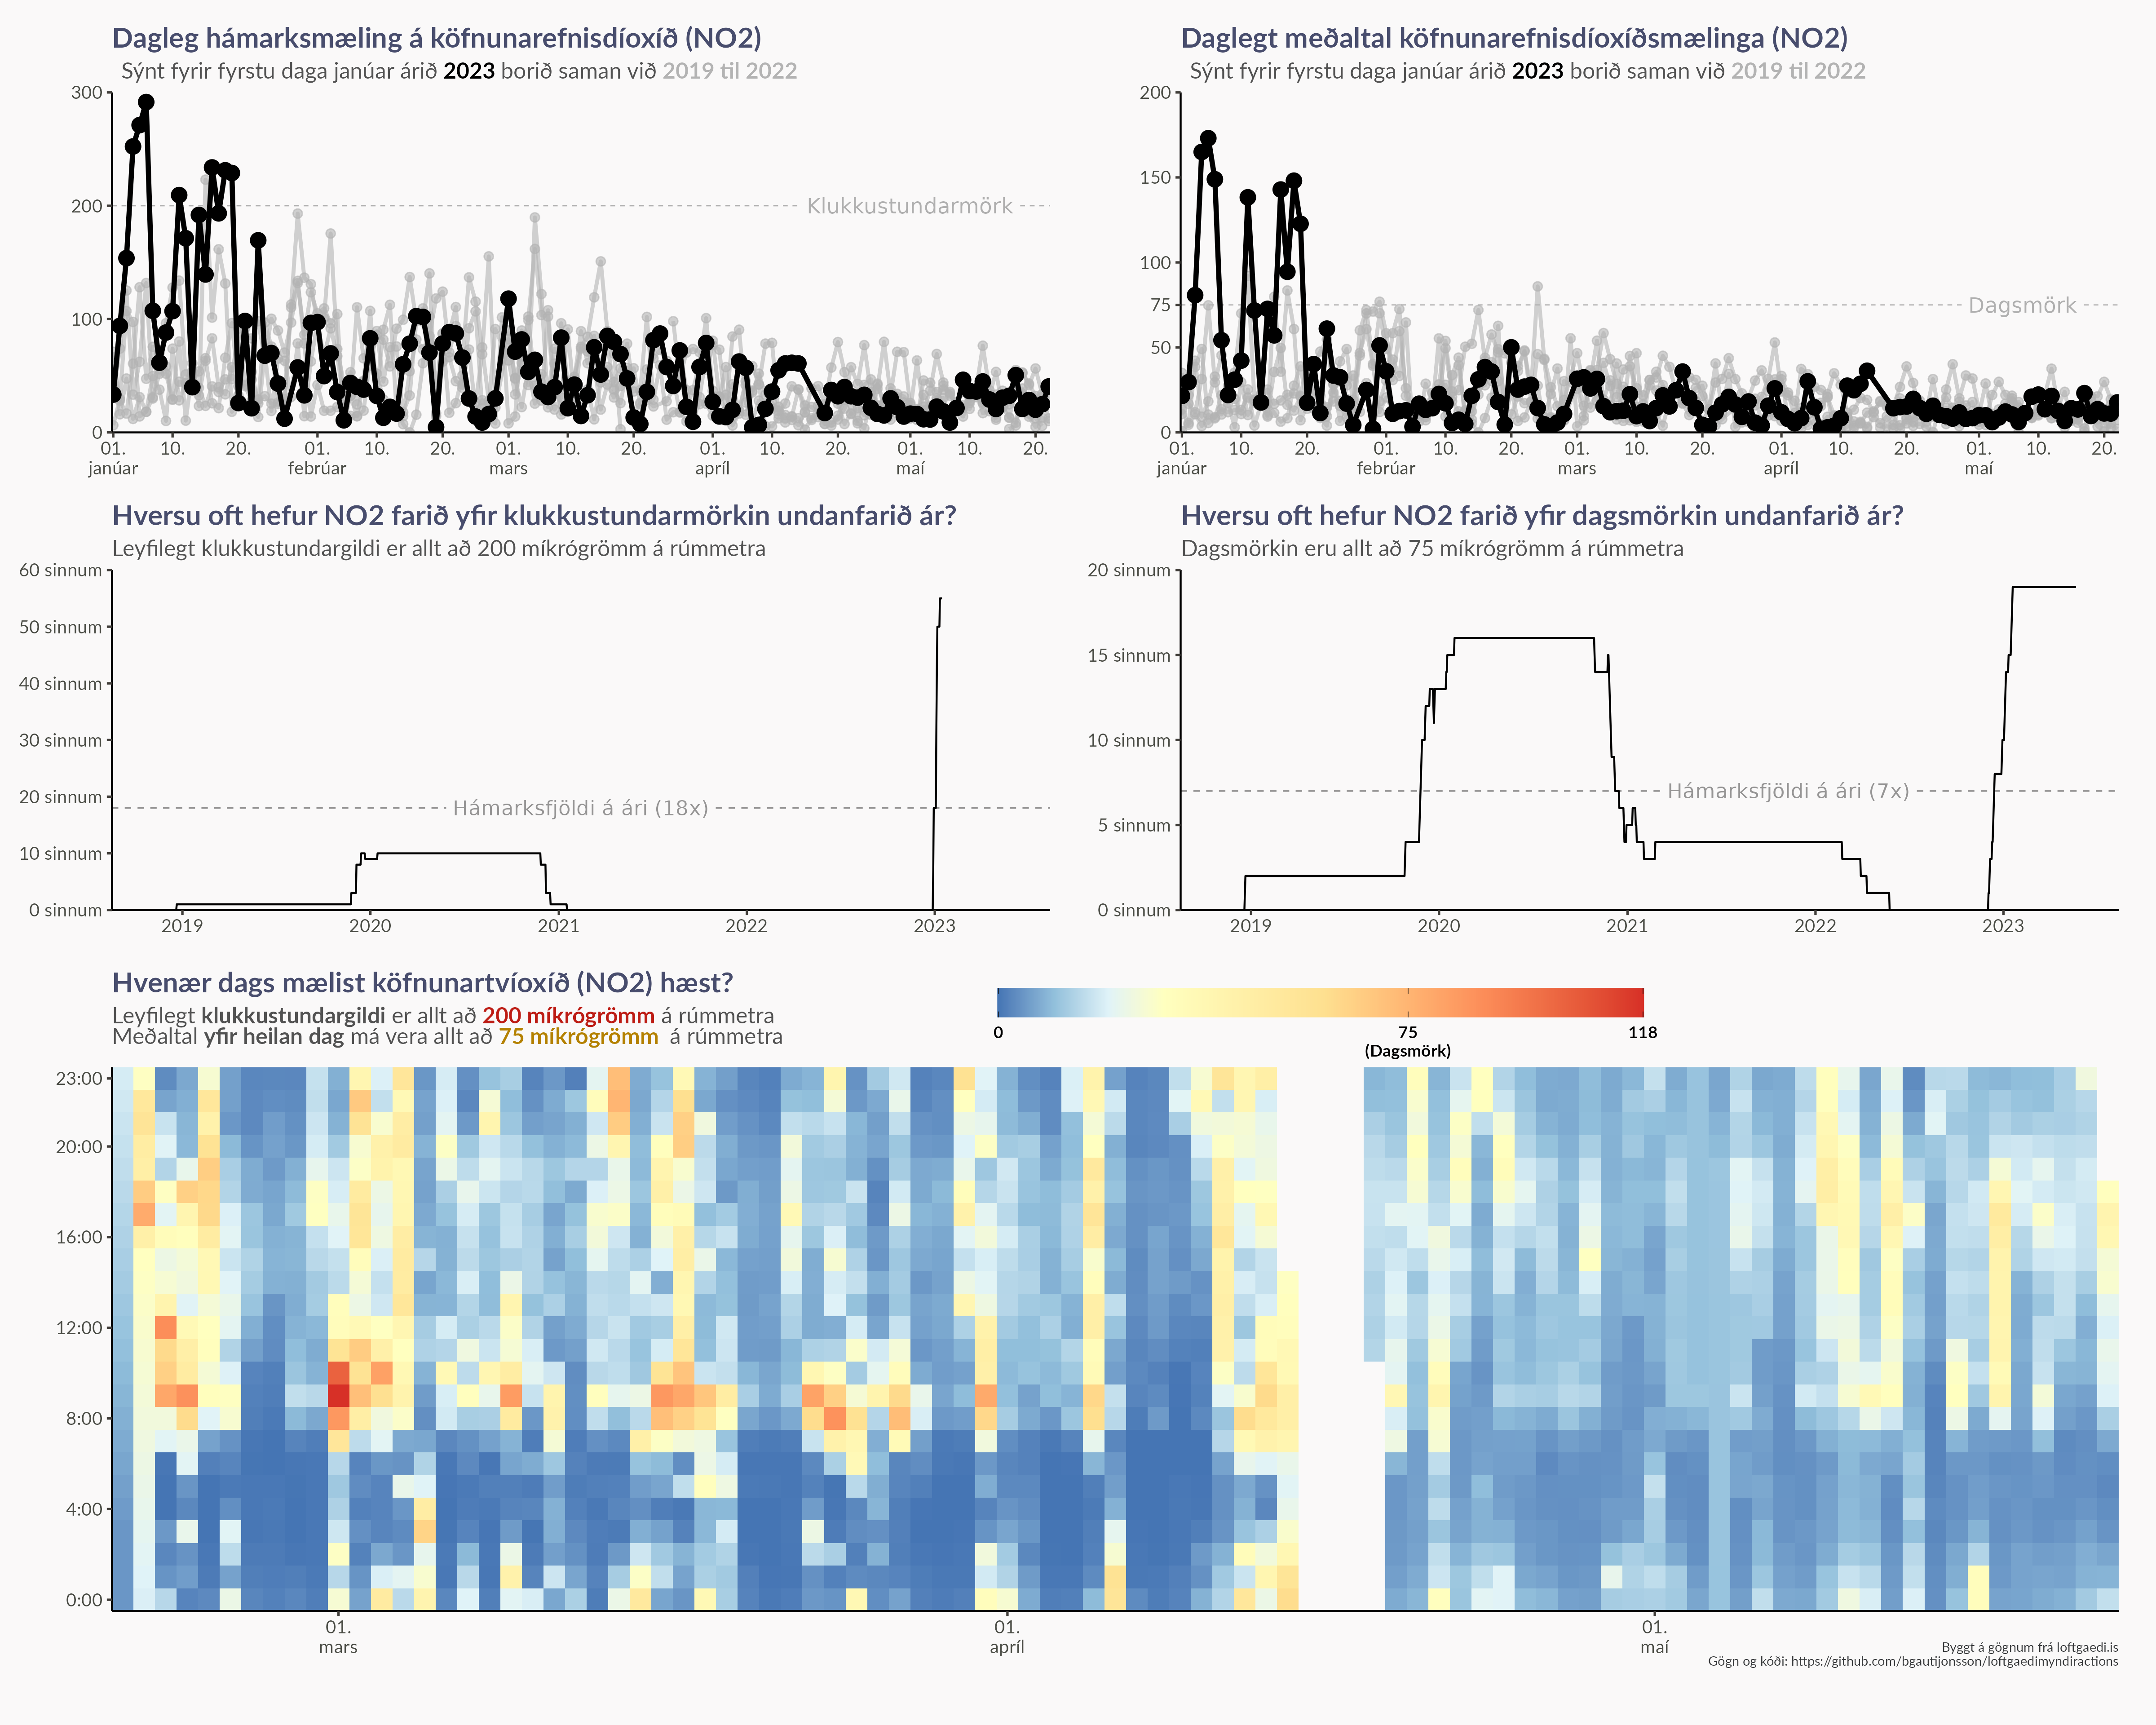 Dagleg hámarksmæling á köfnunarefnisdíoxíð (NO2)
Sýnt fyrir fyrstu daga janúar árið 2023 borið saman við 2019 til 2022
300
200
100
0
Klukkustundarmörk
01. 10. 20. 01. 10. 20. 01. 10. 20. 01. 10. 20. 01. 10. 20.
janúar febrúar mars apríl maí
Daglegt meðaltal köfnunarefnisdíoxíðsmælinga (NO2)
Sýnt fyrir fyrstu daga janúar árið 2023 borið saman við 2019 til 2022
200
150
100
75
50
0
Dagsmörk
01. 10. 20. 01. 10. 20. 01. 10. 20. 01. 10. 20. 01. 10. 20.
janúar febrúar mars apríl maí
Hversu oft hefur NO2 farið yfir klukkustundarmörkin undanfarið ár?
Leyfilegt klukkustundargildi er allt að 200 míkrógrömm á rúmmetra
60 sinnum
50 sinnum
40 sinnum
30 sinnum
20 sinnum
10 sinnum
0 sinnum
Hámarksfjöldi á ári (18x)
2019 2020 2021 2022 2023
Hversu oft hefur NO2 farið yfir dagsmörkin undanfarið ár?
Dagsmörkin eru allt að 75 míkrógrömm á rúmmetra
20 sinnum
15 sinnum
10 sinnum
5 sinnum
0 sinnum
Hámarksfjöldi á ári (7x)
2019 2020 2021 2022 2023
Hvenær dags mælist köfnunartvíoxíð (NO2) hæst?
Leyfilegt klukkustundargildi er allt að 200 míkrógrömm á rúmmetra
Meðaltal yfir heilan dag má vera allt að 75 míkrógrömm á rúmmetra
0 75 118
(Dagsmörk)
23:00
20:00
16:00
12:00
8:00
4:00
0:00
01. 01. 01.
mars apríl maí
Byggt á gögnum frá loftgaedi.is
Gögn og kóði: https://github.com/bgautijonsson/loftgaedimyndiractions